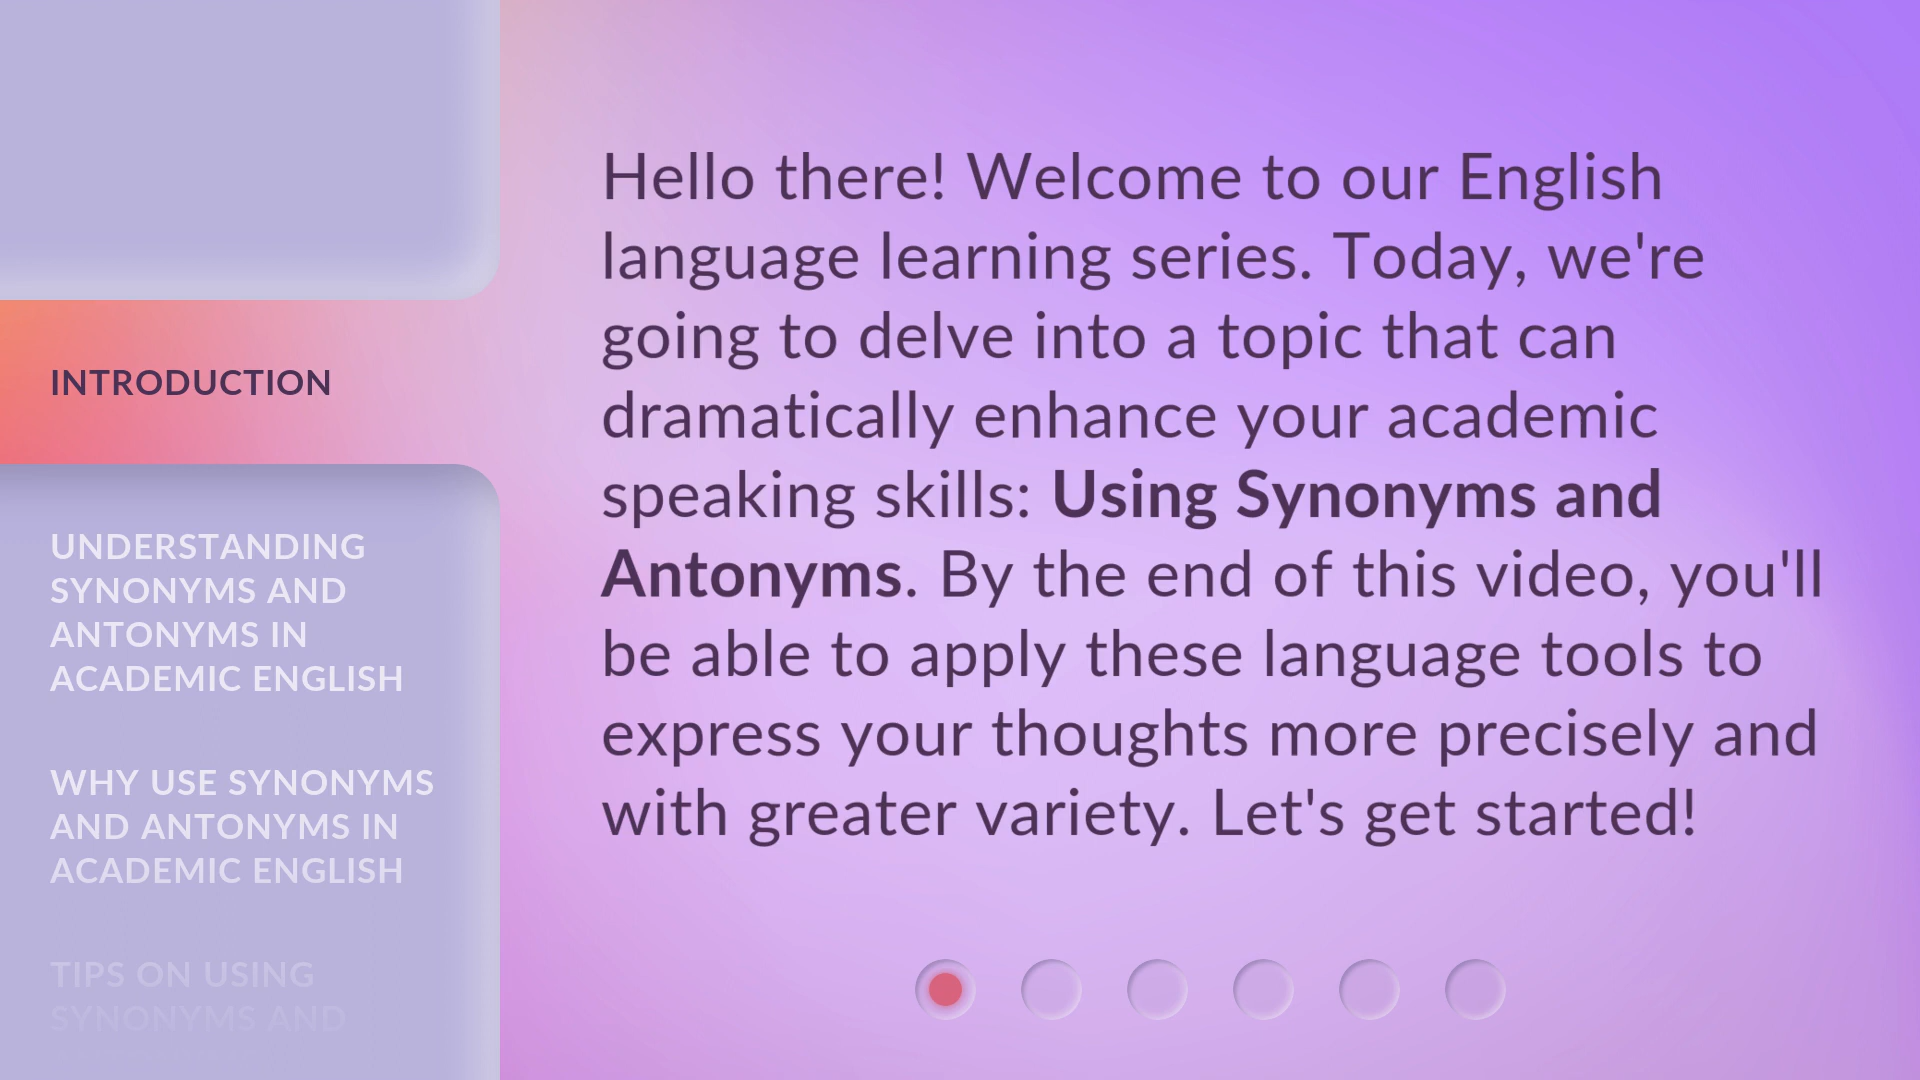 INTRODUCTION
UNDERSTANDING
SYNONYMS AND
ANTONYMS IN
ACADEMIC ENGLISH
WHY USE SYNONYMS
AND ANTONYMS IN
ACADEMIC ENGLISH
TIPS ON USING
SYNONYMS AND
Hello there! Welcome to our English
language learning series. Today, we're
going to delve into a topic that can
dramatically enhance your academic
speaking skills: Using Synonyms and
Antonyms. By the end of this video, you'll
be able to apply these language tools to
express your thoughts more precisely and
with greater variety. Let's get started!